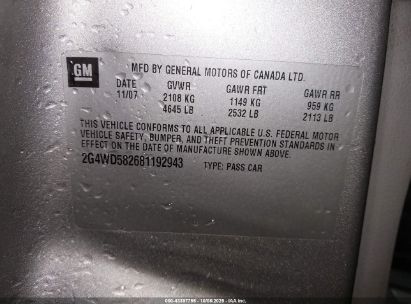 GM MFD BY GENERAL MOTORS OF CANADA LTD.
DATE GVWR GAWR FRT GAWR RR
11/07 2108 KG 1149 KG 959 KG
4645 LB 2532 LB 2113 LB
THIS VEHICLE CONFORMS TO ALL APPLICABLE U.S. FEDERAL MOTOR
VEHICLE SAFETY, BUMPER, AND THEFT PREVENTION STANDARDS IN
EFFECT ON THE DATE OF MANUFACTURE SHOWN ABOVE.
2G4WD582681192943 TYPE: PASS CAR